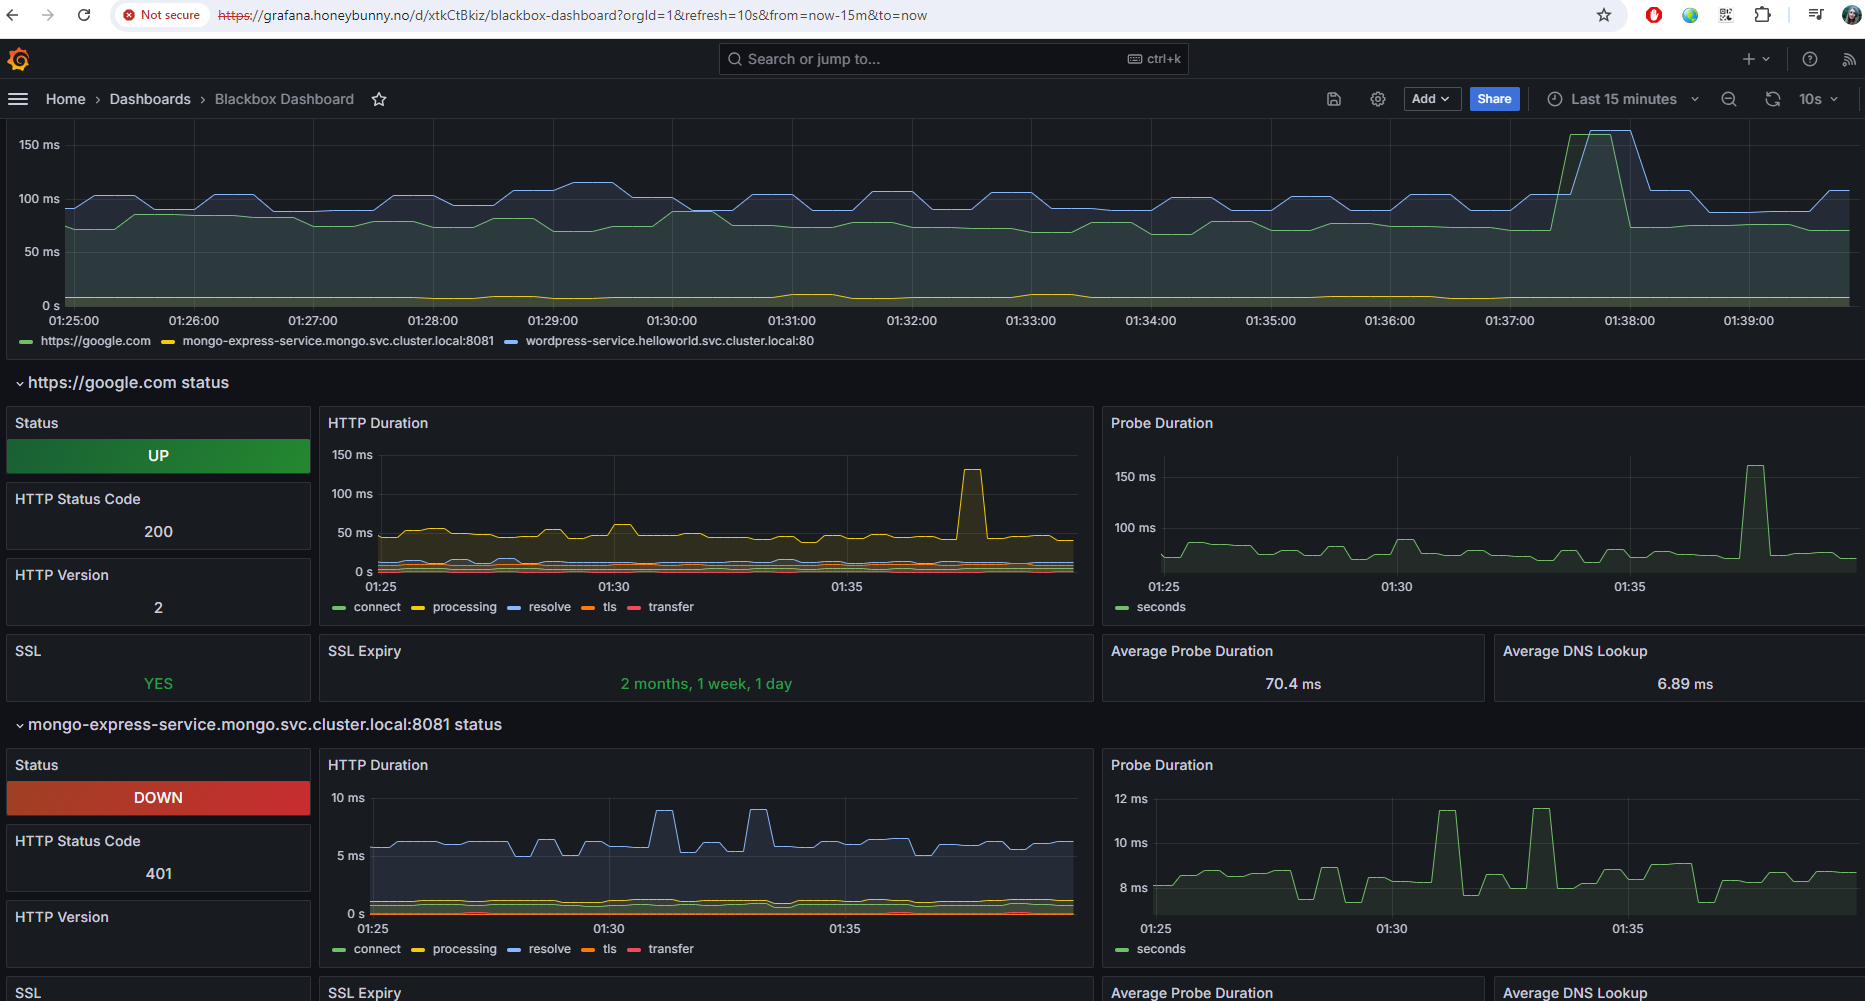 Not secure https://grafana.honeybunny.no/d/xtkCtBkiz/blackbox-dashboard?orgId=1&refresh=10s&from=now-15m&to=now
Search or jump to... ctrl+k
Home › Dashboards › Blackbox Dashboard Add Share Last 15 minutes 10s
150 ms
100 ms
50 ms
0 s
01:25:00 01:26:00 01:27:00 01:28:00 01:29:00 01:30:00 01:31:00 01:32:00 01:33:00 01:34:00 01:35:00 01:36:00 01:37:00 01:38:00 01:39:00
https://google.com mongo-express-service.mongo.svc.cluster.local:8081 wordpress-service.helloworld.svc.cluster.local:80
https://google.com status
Status
UP
HTTP Status Code
200
HTTP Version
2
HTTP Duration
150 ms
100 ms
50 ms
0 s
01:25 01:30 01:35
connect processing resolve tls transfer
Probe Duration
150 ms
100 ms
01:25 01:30 01:35
seconds
SSL
YES
SSL Expiry
2 months, 1 week, 1 day
Average Probe Duration
70.4 ms
Average DNS Lookup
6.89 ms
mongo-express-service.mongo.svc.cluster.local:8081 status
Status
DOWN
HTTP Status Code
401
HTTP Version
HTTP Duration
10 ms
5 ms
0 s
01:25 01:30 01:35
connect processing resolve tls transfer
Probe Duration
12 ms
10 ms
8 ms
01:25 01:30 01:35
seconds
SSL
SSL Expiry
Average Probe Duration
Average DNS Lookup